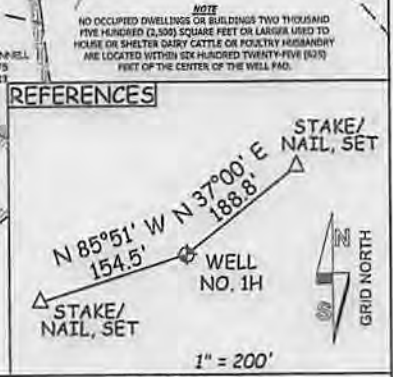 NOTE
NO OCCUPIED DWELLINGS OR BUILDINGS TWO THOUSAND
FIVE HUNDRED (2,500) SQUARE FEET OR LARGER USED TO
HOUSE OR SHELTER DAIRY CATTLE OR POULTRY HUSBANDRY
ARE LOCATED WITHIN SIX HUNDRED TWENTY-FIVE (625)
FEET OF THE CENTER OF THE WELL PAD.
NNELL
75
REFERENCES
STAKE/
NAIL, SET
N 37°00' E
188.8'
N 85°51' W
154.5'
WELL
NO. 1H
STAKE/
NAIL, SET
N
S
GRID NORTH
1" = 200'